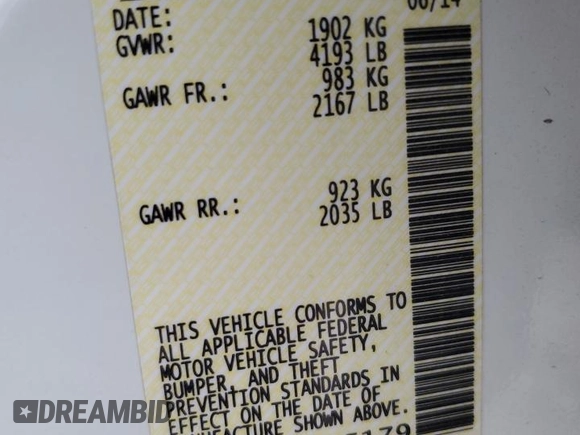 DATE: 06/14
GVWR: 1902 KG
4193 LB
GAWR FR.: 983 KG
2167 LB
GAWR RR.: 923 KG
2035 LB
THIS VEHICLE CONFORMS TO
ALL APPLICABLE FEDERAL
MOTOR VEHICLE SAFETY,
BUMPER, AND THEFT
PREVENTION STANDARDS IN
EFFECT ON THE DATE OF
MANUFACTURE SHOWN ABOVE.
DREAMBID